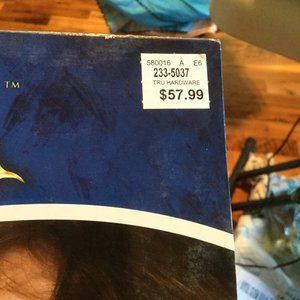 580016 A E6
233-5037
TRU HARDWARE
$57.99
TM